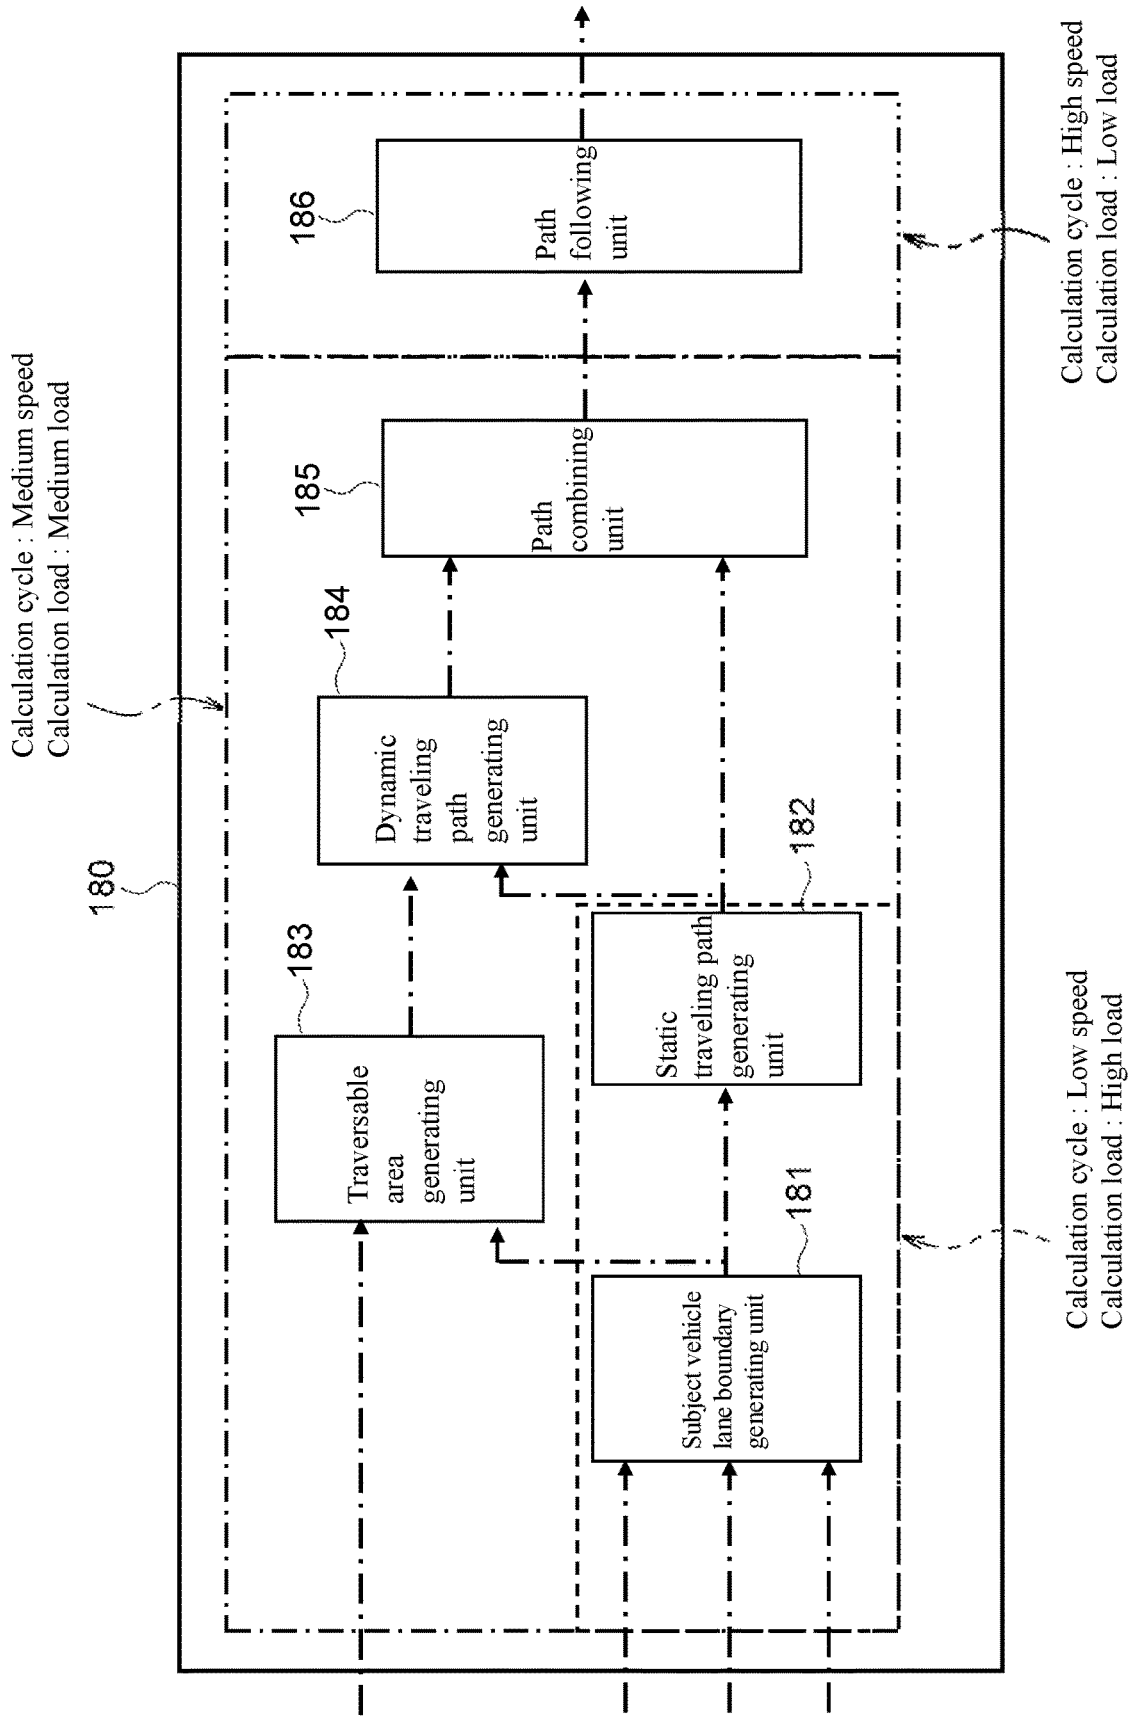 Calculation cycle : Medium speed
Calculation load : Medium load
180
183
Traversable
area
generating
unit
184
Dynamic
traveling
path
generating
unit
185
Path
combining
unit
186
Path
following
unit
181
Subject vehicle
lane boundary
generating unit
182
Static
traveling path
generating
unit
Calculation cycle : Low speed
Calculation load : High load
Calculation cycle : High speed
Calculation load : Low load